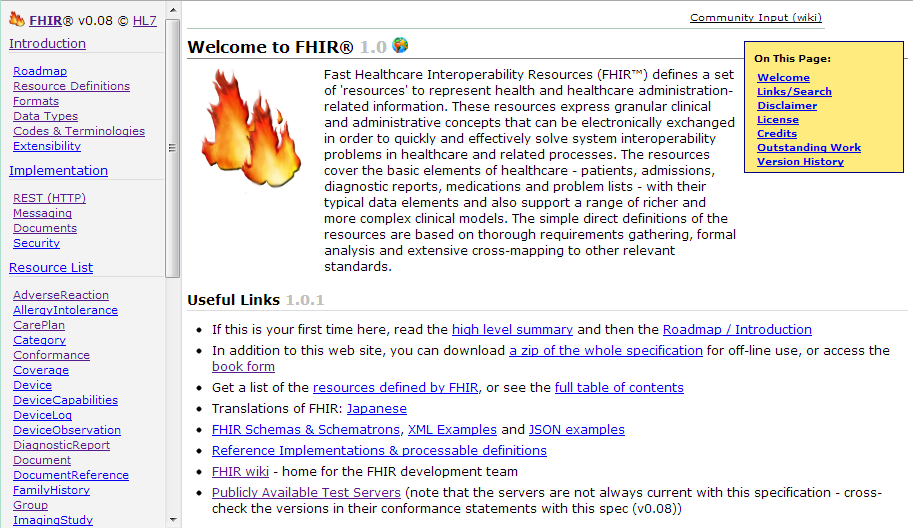 FHIR® v0.08 © HL7
Introduction
Roadmap
Resource Definitions
Formats
Data Types
Codes & Terminologies
Extensibility
Implementation
REST (HTTP)
Messaging
Documents
Security
Resource List
AdverseReaction
AllergyIntolerance
CarePlan
Category
Conformance
Coverage
Device
DeviceCapabilities
DeviceLog
DeviceObservation
DiagnosticReport
Document
DocumentReference
FamilyHistory
Group
ImagingStudy
Community Input (wiki)
Welcome to FHIR® 1.0
Fast Healthcare Interoperability Resources (FHIR™) defines a set
of 'resources' to represent health and healthcare administration-
related information. These resources express granular clinical
and administrative concepts that can be electronically exchanged
in order to quickly and effectively solve system interoperability
problems in healthcare and related processes. The resources
cover the basic elements of healthcare - patients, admissions,
diagnostic reports, medications and problem lists - with their
typical data elements and also support a range of richer and
more complex clinical models. The simple direct definitions of the
resources are based on thorough requirements gathering, formal
analysis and extensive cross-mapping to other relevant
standards.
On This Page:
Welcome
Links/Search
Disclaimer
License
Credits
Outstanding Work
Version History
Useful Links 1.0.1
• If this is your first time here, read the high level summary and then the Roadmap / Introduction
• In addition to this web site, you can download a zip of the whole specification for off-line use, or access the
book form
• Get a list of the resources defined by FHIR, or see the full table of contents
• Translations of FHIR: Japanese
• FHIR Schemas & Schematrons, XML Examples and JSON examples
• Reference Implementations & processable definitions
• FHIR wiki - home for the FHIR development team
• Publicly Available Test Servers (note that the servers are not always current with this specification - cross-
check the versions in their conformance statements with this spec (v0.08))